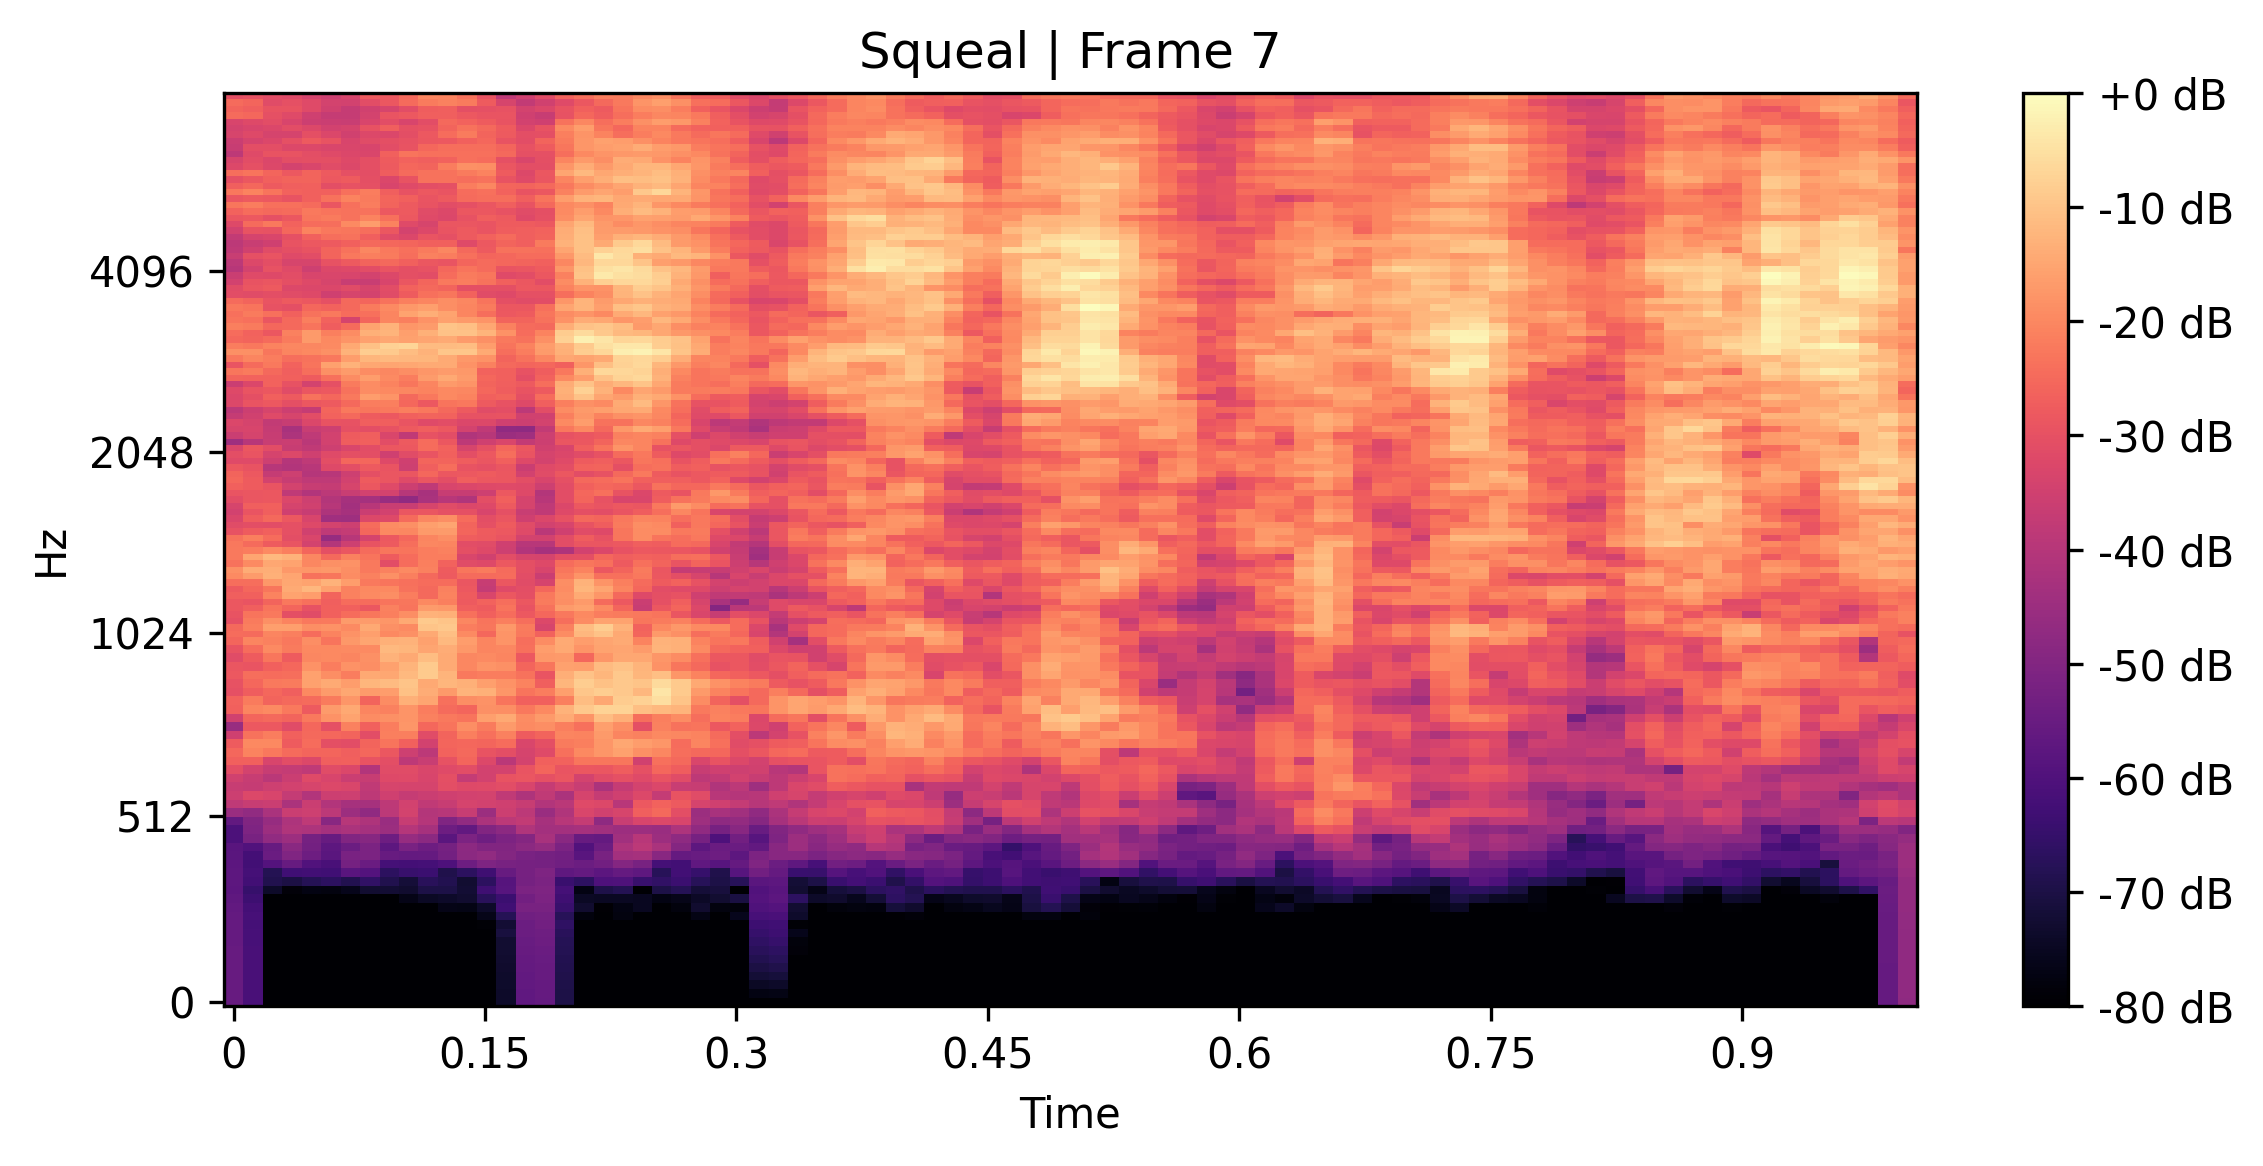 Squeal | Frame 7
+0 dB
-10 dB
-20 dB
-30 dB
-40 dB
-50 dB
-60 dB
-70 dB
-80 dB
Hz
4096
2048
1024
512
0
0 0.15 0.3 0.45 0.6 0.75 0.9
Time